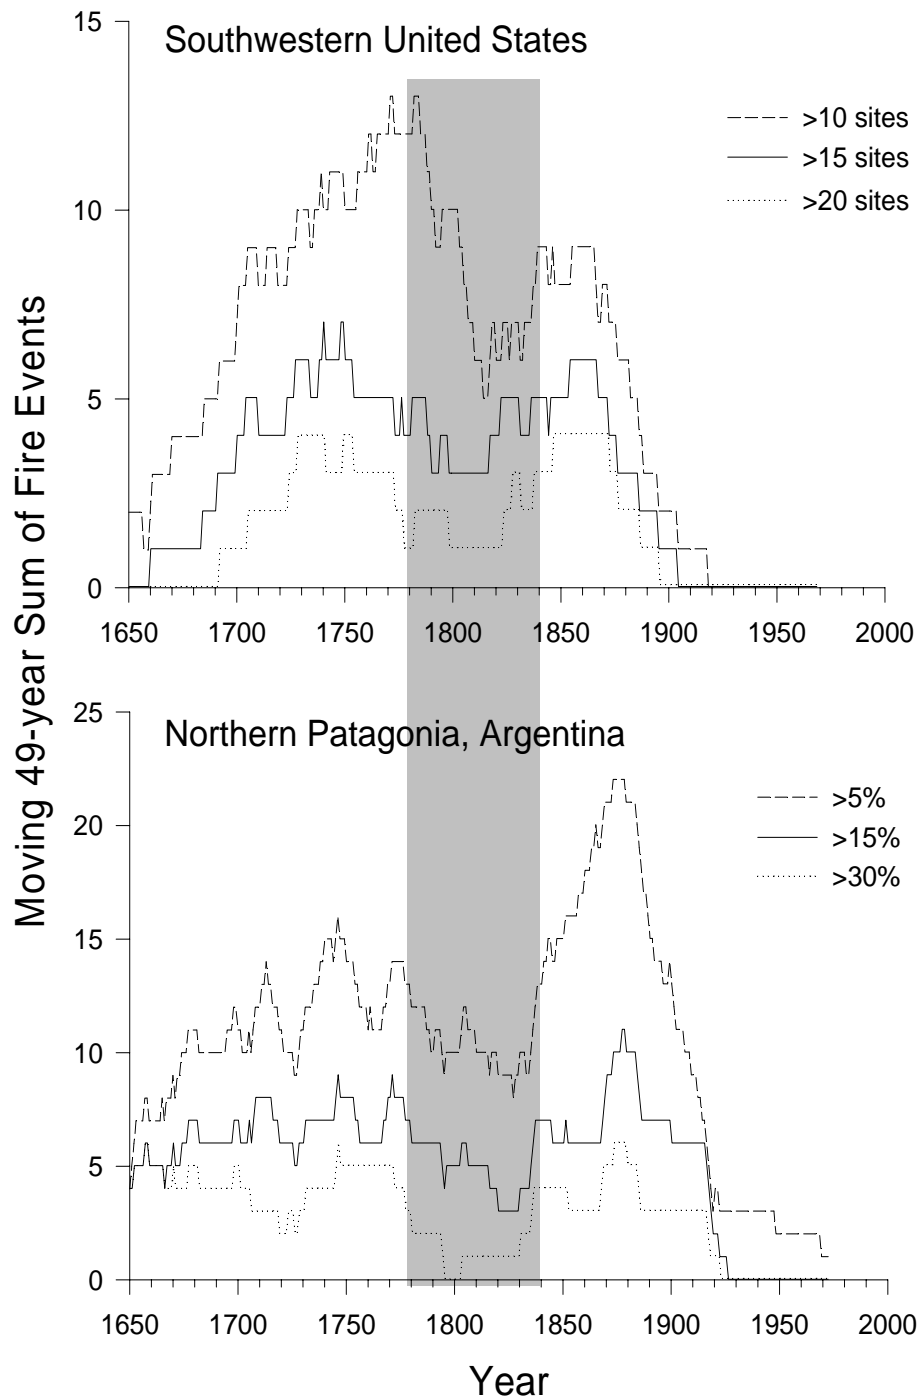 Southwestern United States
>10 sites
>15 sites
>20 sites
15
10
5
0
1650 1700 1750 1800 1850 1900 1950 2000
Moving 49-year Sum of Fire Events
Northern Patagonia, Argentina
>5%
>15%
>30%
25
20
15
10
5
0
1650 1700 1750 1800 1850 1900 1950 2000
Year